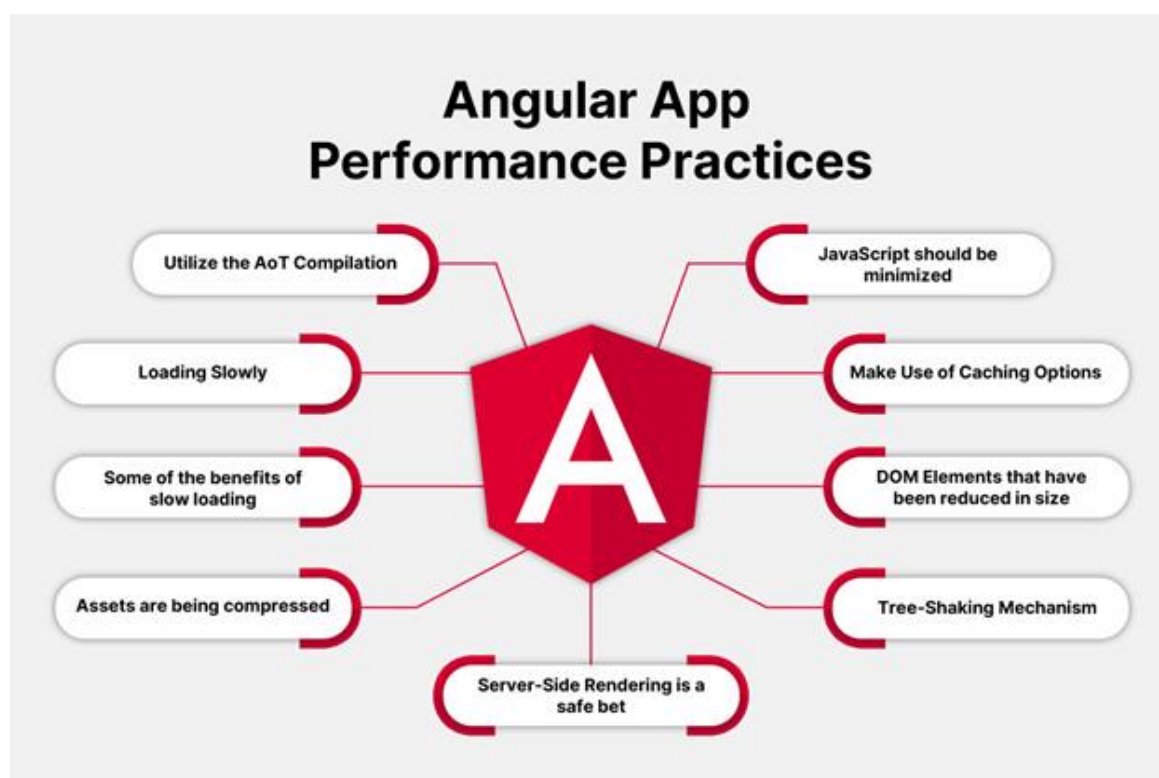 Angular App
Performance Practices
Utilize the AoT Compilation
JavaScript should be
minimized
Loading Slowly
Make Use of Caching Options
Some of the benefits of
slow loading
DOM Elements that have
been reduced in size
Assets are being compressed
Tree-Shaking Mechanism
Server-Side Rendering is a
safe bet
A